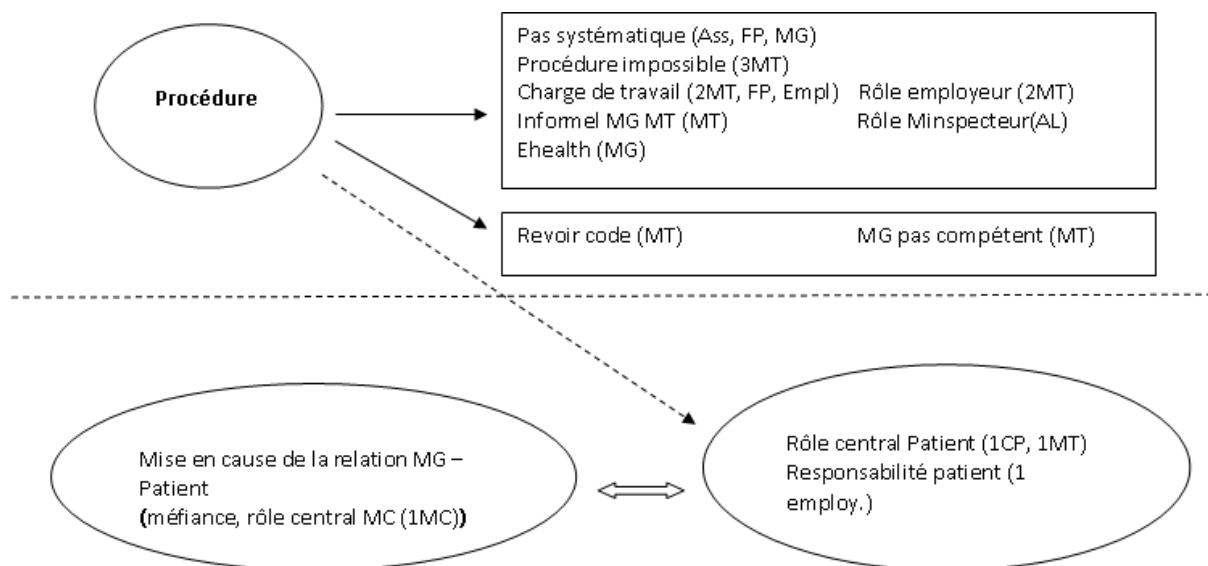 Procédure
Pas systématique (Ass, FP, MG)
Procédure impossible (3MT)
Charge de travail (2MT, FP, Empl) Rôle employeur (2MT)
Informel MG MT (MT) Rôle Minspecteur(AL)
Ehealth (MG)
Revoir code (MT) MG pas compétent (MT)
Mise en cause de la relation MG –
Patient
(méfiance, rôle central MC (1MC))
Rôle central Patient (1CP, 1MT)
Responsabilité patient (1
employ.)